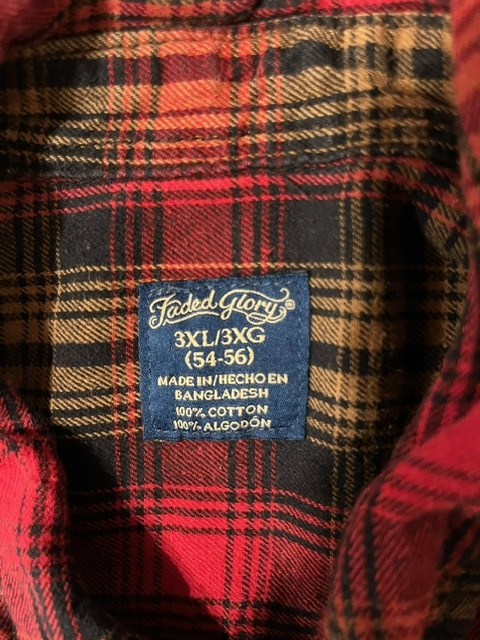 Faded Glory®
3XL/3XG
(54-56)
MADE IN/HECHO EN
BANGLADESH
100% COTTON
100% ALGODÓN